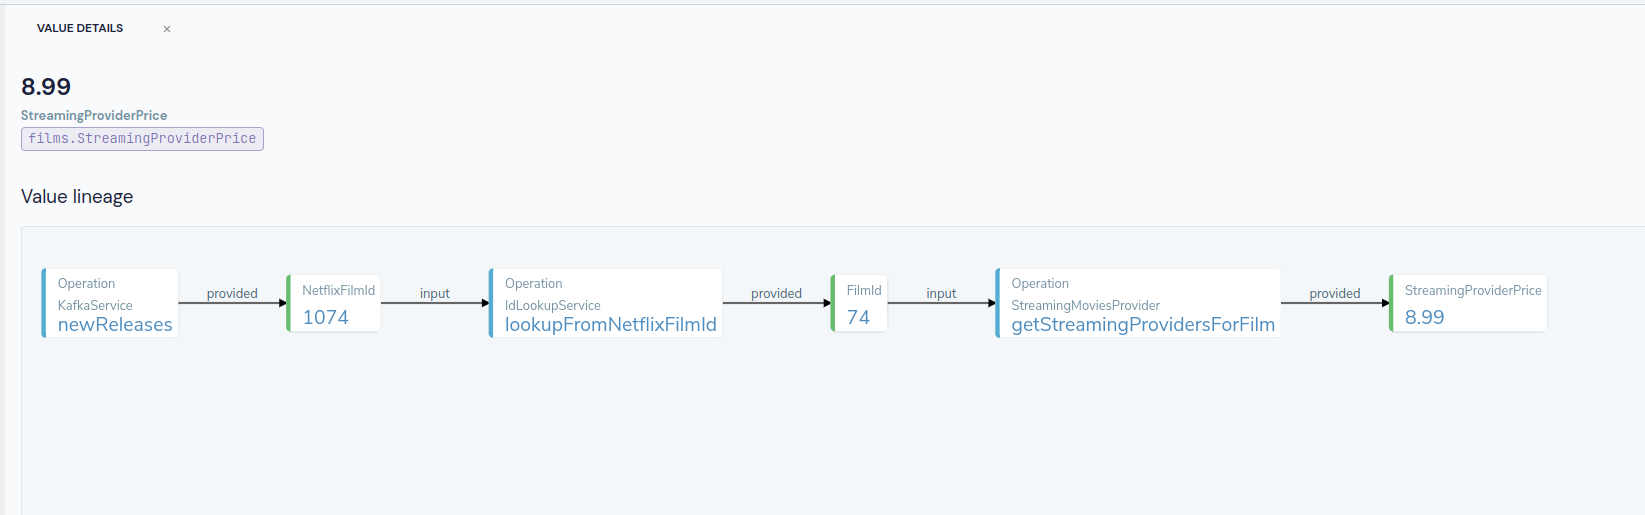 VALUE DETAILS ×
8.99
StreamingProviderPrice
films.StreamingProviderPrice
Value lineage
Operation
KafkaService
newReleases
provided
NetflixFilmId
1074
input
Operation
IdLookupService
lookupFromNetflixFilmId
provided
FilmId
74
input
Operation
StreamingMoviesProvider
getStreamingProvidersForFilm
provided
StreamingProviderPrice
8.99